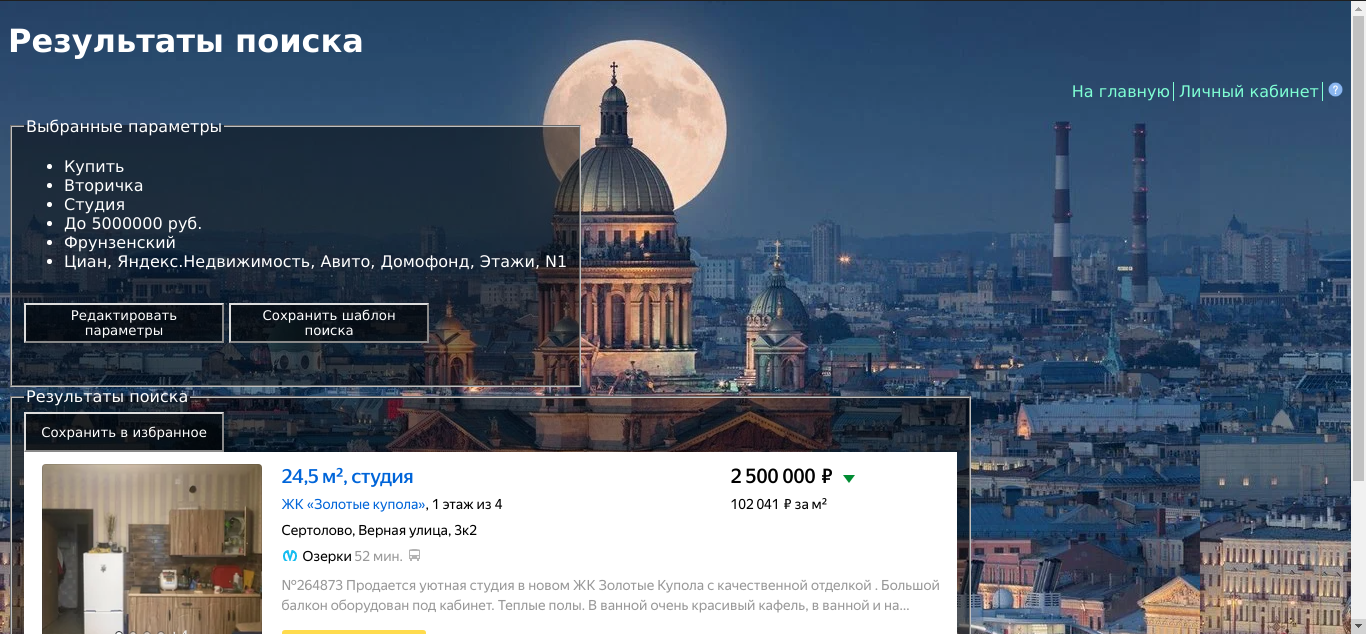 Результаты поиска
На главную Личный кабинет ?
Выбранные параметры
Купить
Вторичка
Студия
До 5000000 руб.
Фрунзенский
Циан, Яндекс.Недвижимость, Авито, Домофонд, Этажи, N1
Редактировать
параметры
Сохранить шаблон
поиска
Результаты поиска
Сохранить в избранное
24,5 м², студия
2 500 000 ₽
ЖК «Золотые купола», 1 этаж из 4
102 041 ₽ за м²
Сертолово, Верная улица, 3к2
Озерки 52 мин.
№264873 Продается уютная студия в новом ЖК Золотые Купола с качественной отделкой . Большой
балкон оборудован под кабинет. Теплые полы. В ванной очень красивый кафель, в ванной и на...